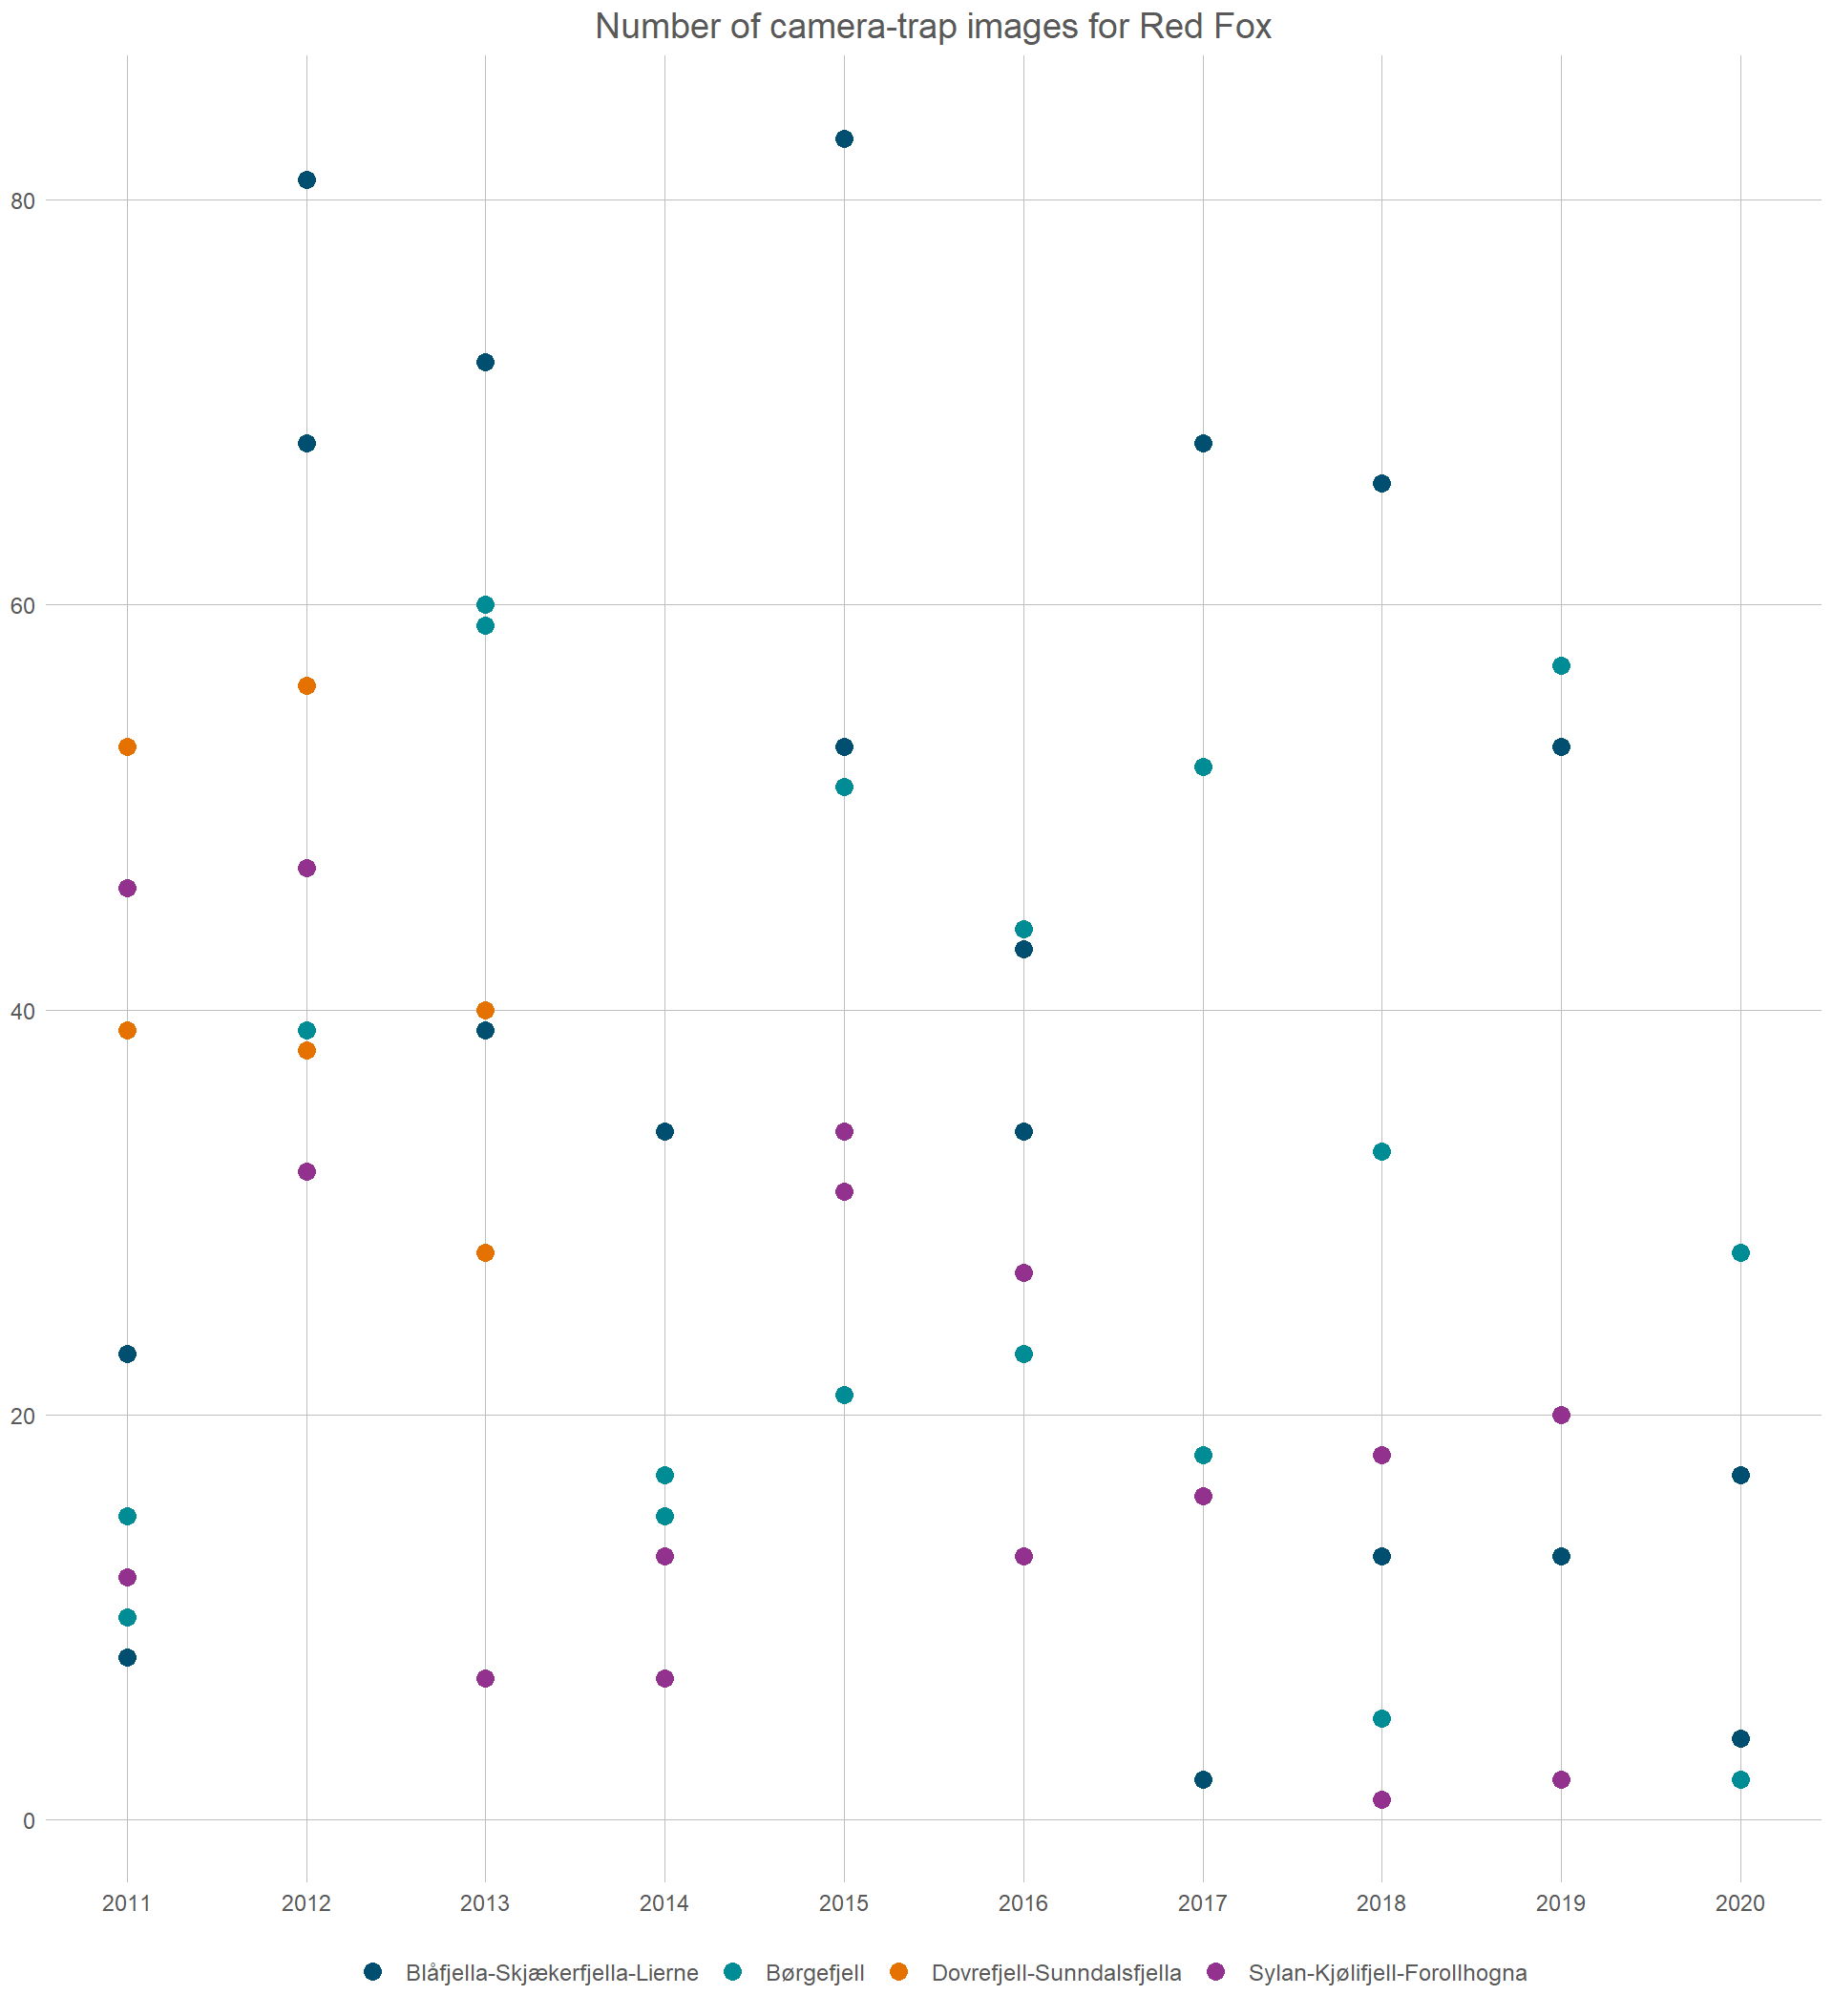 Number of camera-trap images for Red Fox
80
60
40
20
0
2011 2012 2013 2014 2015 2016 2017 2018 2019 2020
Blåfjella-Skjækerfjella-Lierne Børgefjell Dovrefjell-Sunndalsfjella Sylan-Kjølifjell-Forollhogna